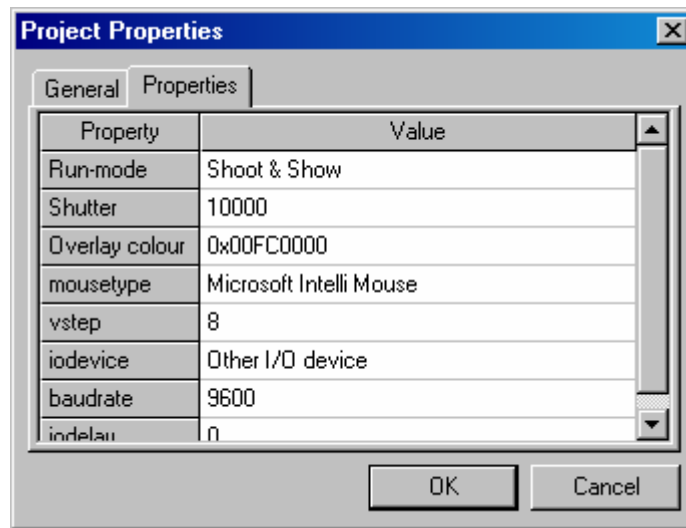 Project Properties
General Properties
Property Value
Run-mode Shoot & Show
Shutter 10000
Overlay colour 0x00FC0000
mousetype Microsoft Intelli Mouse
vstep 8
iodevice Other I/O device
baudrate 9600
iodelay 0
OK Cancel